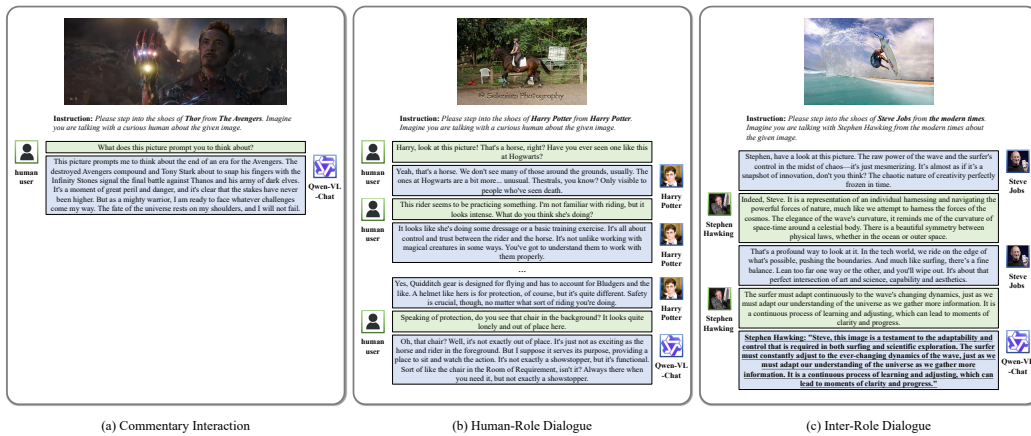 Instruction: Please step into the shoes of Thor from The Avengers. Imagine
you are talking with a curious human about the given image.
What does this picture prompt you to think about?
human
user
This picture prompts me to think about the end of an era for the Avengers. The
destroyed Avengers compound and Tony Stark about to snap his fingers with the
Infinity Stones signal the final battle against Thanos and his army of dark elves.
It's a moment of great peril and danger, and it's clear that the stakes have never
been higher. But as a mighty warrior, I am ready to face whatever challenges
come my way. The fate of the universe rests on my shoulders, and I will not fail.
Qwen-VL
-Chat
(a) Commentary Interaction
© Selenium Photography
Instruction: Please step into the shoes of Harry Potter from Harry Potter.
Imagine you are talking with a curious human about the given image.
Harry, look at this picture! That's a horse, right? Have you ever seen one like this
at Hogwarts?
human
user
Yeah, that's a horse. We don't see many of those around the grounds, usually. The
ones at Hogwarts are a bit more... unusual. Thestrals, you know? Only visible to
people who've seen death.
Harry
Potter
This rider seems to be practicing something. I'm not familiar with riding, but it
looks intense. What do you think she's doing?
human
user
It looks like she's doing some dressage or a basic training exercise. It's all about
control and trust between the rider and the horse. It's not unlike working with
magical creatures in some ways. You've got to understand them to work with
them properly.
Harry
Potter
...
Yes, Quidditch gear is designed for flying and has to account for Bludgers and the
like. A helmet like hers is for protection, of course, but it's quite different. Safety
is crucial, though, no matter what sort of riding you're doing.
Harry
Potter
Speaking of protection, do you see that chair in the background? It looks quite
lonely and out of place here.
human
user
Oh, that chair? Well, it's not exactly out of place. It's just not as exciting as the
horse and rider in the foreground. But I suppose it serves its purpose, providing a
place to sit and watch the action. It's not exactly a showstopper, but it's functional.
Sort of like the chair in the Room of Requirement, isn't it? Always there when
you need it, but not exactly a showstopper.
Qwen-VL
-Chat
(b) Human-Role Dialogue
Instruction: Please step into the shoes of Steve Jobs from the modern times.
Imagine you are talking with Stephen Hawking from the modern times about
the given image.
Stephen, have a look at this picture. The raw power of the wave and the surfer's
control in the midst of chaos—it's just mesmerizing. It's almost as if it's a
snapshot of innovation, don't you think? The chaotic nature of creativity perfectly
frozen in time.
Steve
Jobs
Indeed, Steve. It is a representation of an individual harnessing and navigating the
powerful forces of nature, much like we attempt to harness the forces of the
cosmos. The elegance of the wave's curvature, it reminds me of the curvature of
space-time around a celestial body. There is a beautiful symmetry between
physical laws, whether in the ocean or outer space.
Stephen
Hawking
That's a profound way to look at it. In the tech world, we ride on the edge of
what's possible, pushing the boundaries. And much like surfing, there's a fine
balance. Lean too far one way or the other, and you'll wipe out. It's about that
perfect intersection of art and science, capability and aesthetics.
Steve
Jobs
The surfer must adapt continuously to the wave's changing dynamics, just as we
must adapt our understanding of the universe as we gather more information. It is
a continuous process of learning and adjusting, which can lead to moments of
clarity and progress.
Stephen
Hawking
Stephen Hawking: "Steve, this image is a testament to the adaptability and
control that is required in both surfing and scientific exploration. The surfer
must constantly adjust to the ever-changing dynamics of the wave, just as we
must adapt our understanding of the universe as we gather more
information. It is a continuous process of learning and adjusting, which can
lead to moments of clarity and progress."
Qwen-VL
-Chat
(c) Inter-Role Dialogue